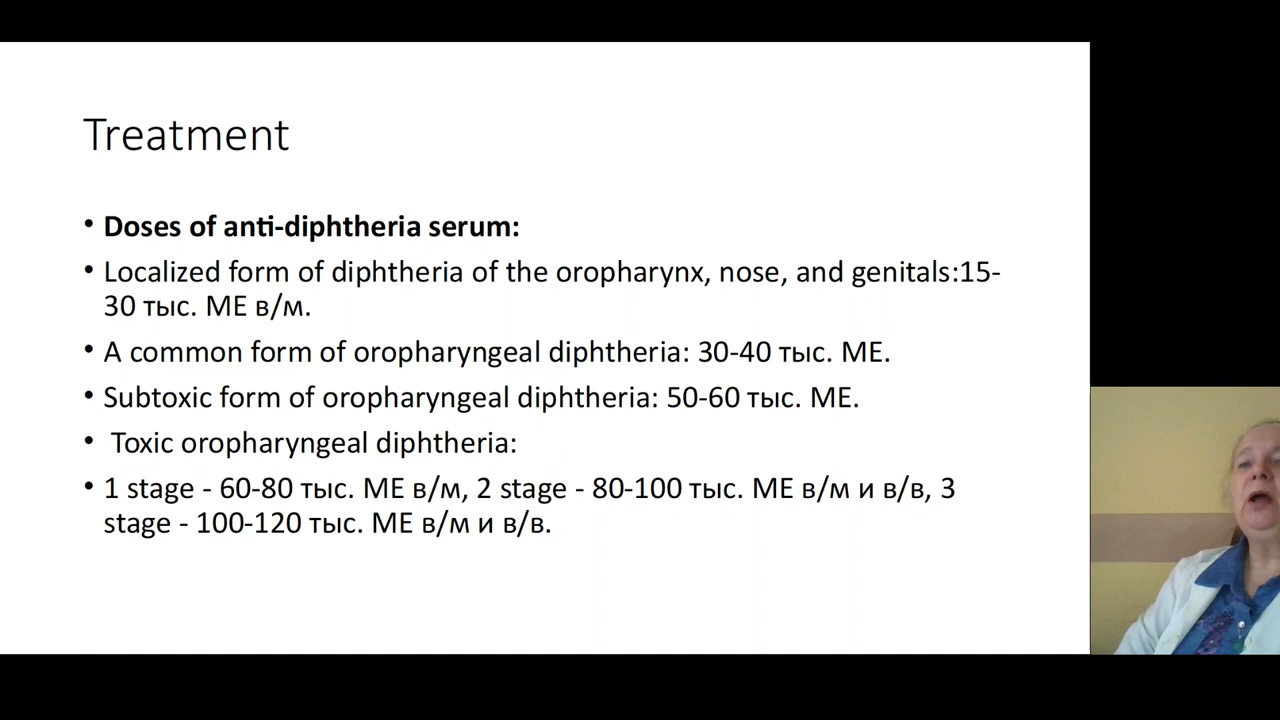 Treatment
• Doses of anti-diphtheria serum:
• Localized form of diphtheria of the oropharynx, nose, and genitals:15-
30 тыс. МЕ в/м.
• A common form of oropharyngeal diphtheria: 30-40 тыс. МЕ.
• Subtoxic form of oropharyngeal diphtheria: 50-60 тыс. МЕ.
• Toxic oropharyngeal diphtheria:
• 1 stage - 60-80 тыс. МЕ в/м, 2 stage - 80-100 тыс. МЕ в/м и в/в, 3
stage - 100-120 тыс. МЕ в/м и в/в.